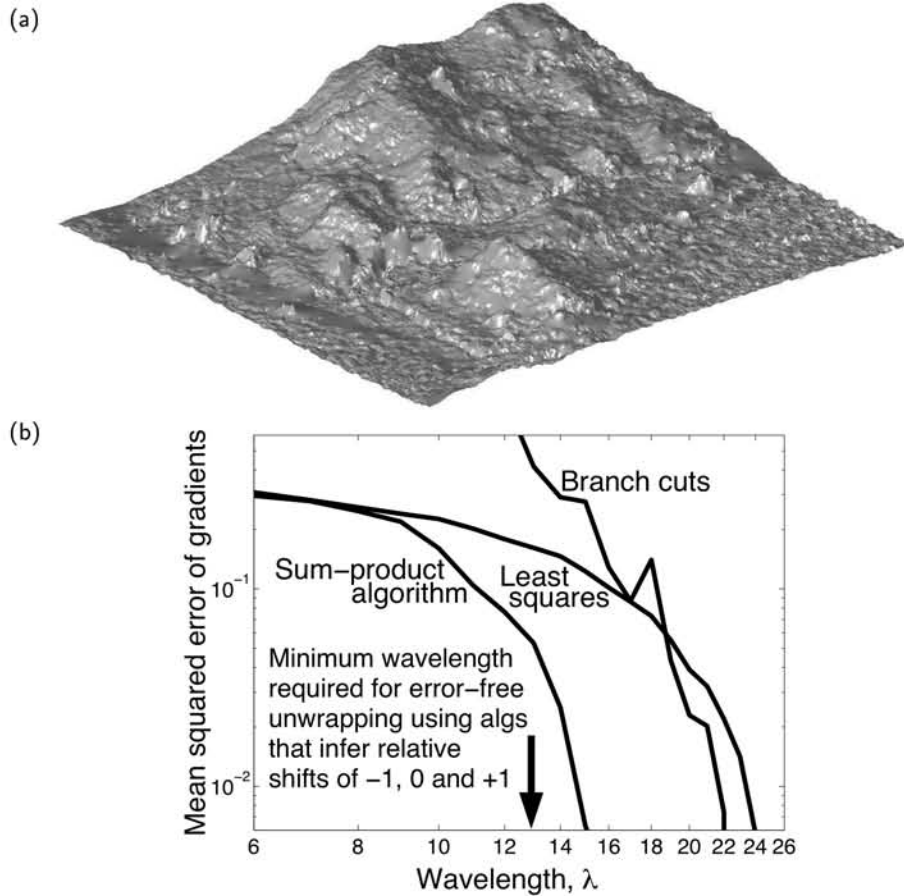 (a)
(b)
Mean squared error of gradients
10⁻¹
10⁻²
Branch cuts
Sum–product
algorithm
Least
squares
Minimum wavelength
required for error–free
unwrapping using algs
that infer relative
shifts of −1, 0 and +1
6 8 10 12 14 16 18 20 22 24 26
Wavelength, λ